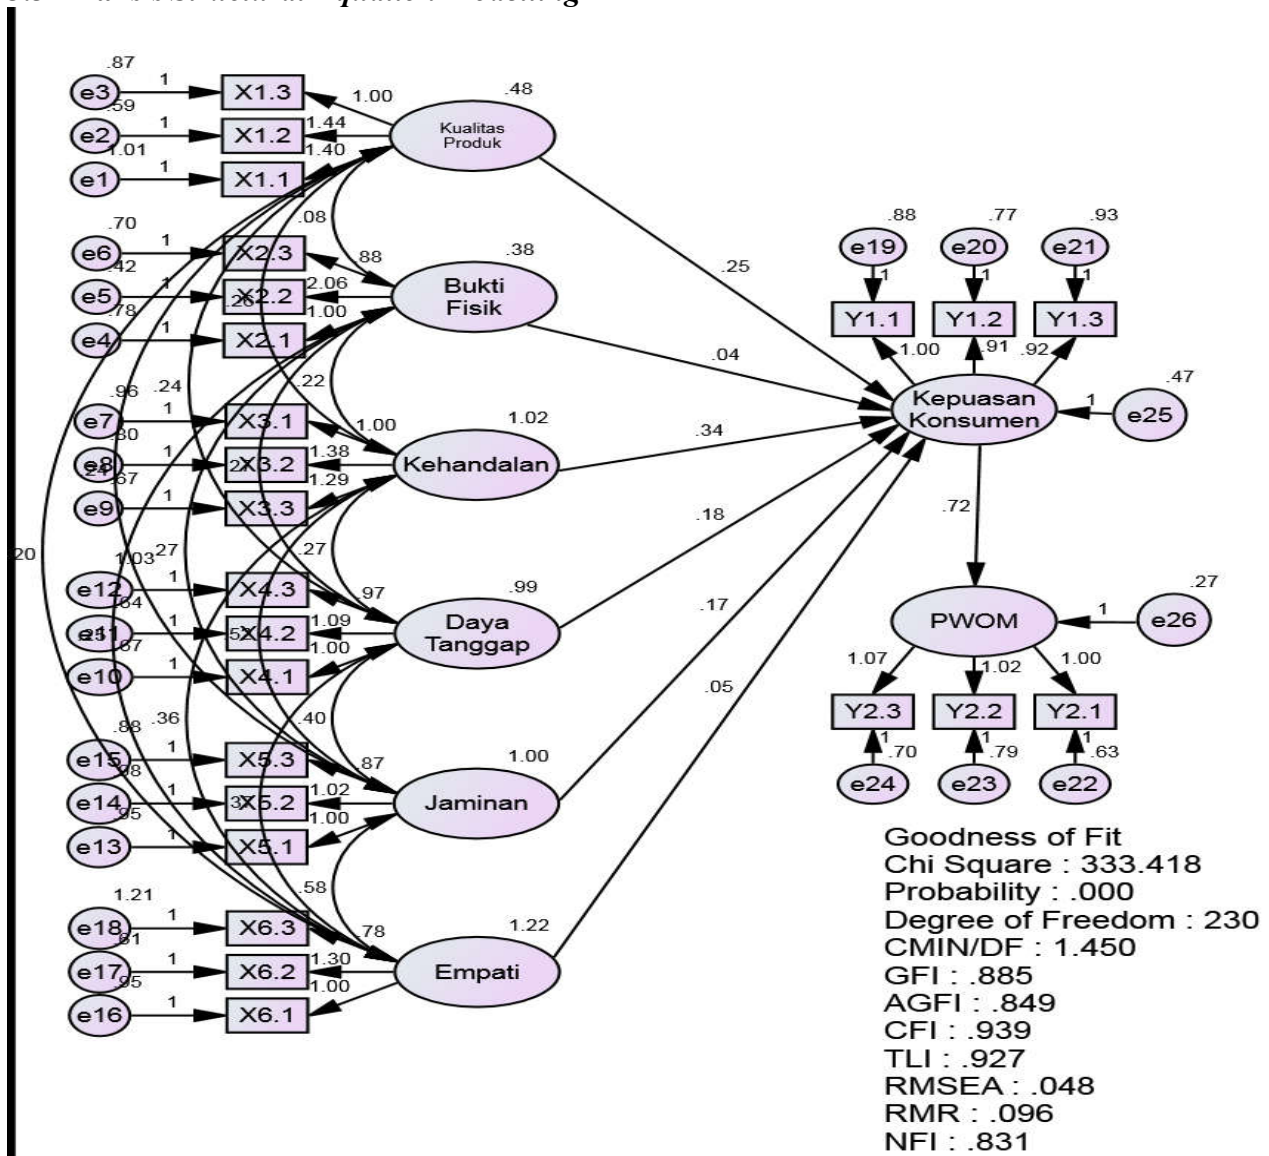 .87
e3
1
X1.3
1.00
.48
Kualitas
Produk
.59
e2
1
X1.2
1.44
1.01
e1
1
X1.1
1.40
.08
.70
e6
1
X2.3
.88
.38
Bukti
Fisik
.42
e5
1
X2.2
2.06
.26
.78
e4
1
X2.1
1.00
.25
.04
.24
.22
.96
e7
1
X3.1
1.00
1.02
Kehandalan
.80
e8
1
X3.2
1.38
.24
.67
e9
1
X3.3
1.29
.34
.20
.27
.27
1.03
e12
1
X4.3
.97
.99
Daya
Tanggap
.64
e11
1
X4.2
1.09
.52
.67
e10
1
X4.1
1.00
.18
.36
.40
.88
e15
1
X5.3
.87
1.00
Jaminan
.98
e14
1
X5.2
1.02
.95
e13
1
X5.1
1.00
.17
.58
1.21
e18
1
X6.3
.78
1.22
Empati
.81
e17
1
X6.2
1.30
.95
e16
1
X6.1
1.00
.05
.88
.77
.93
e19
e20
e21
1
1
1
Y1.1
Y1.2
Y1.3
1.00
.91
.92
Kepuasan
Konsumen
1
e25
.47
.72
PWOM
1
e26
.27
1.07
1.02
1.00
Y2.3
Y2.2
Y2.1
1
1
1
.70
.79
.63
e24
e23
e22
Goodness of Fit
Chi Square : 333.418
Probability : .000
Degree of Freedom : 230
CMIN/DF : 1.450
GFI : .885
AGFI : .849
CFI : .939
TLI : .927
RMSEA : .048
RMR : .096
NFI : .831